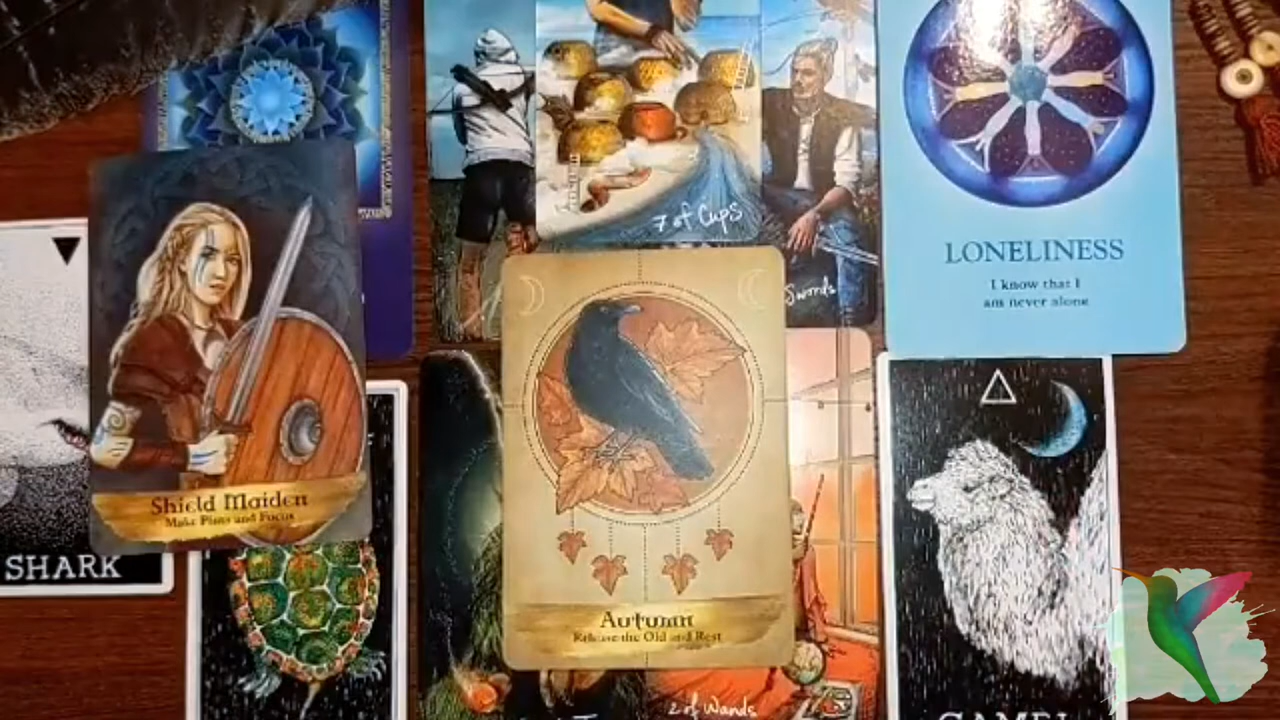 7 of Cups
Swords
LONELINESS
I know that I
am never alone
Shield Maiden
Make Plans and Focus
SHARK
Autumn
Release the Old and Rest
2 of Wands